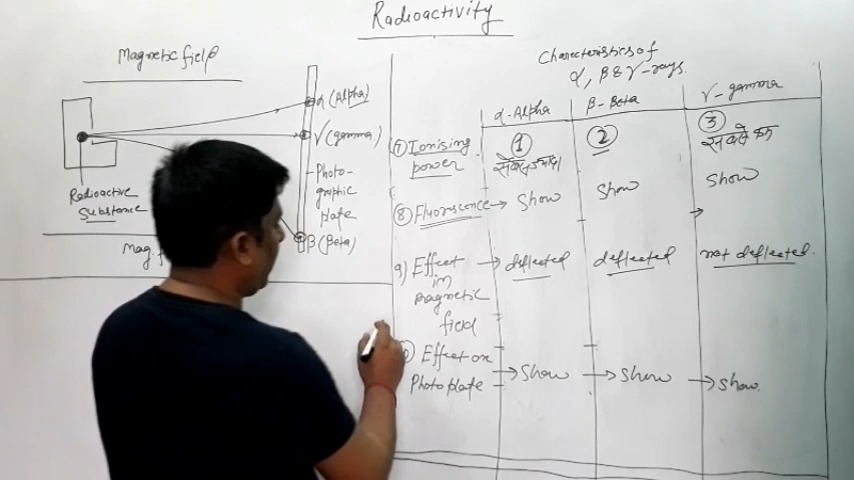 Radioactivity
Magnetic field
α (Alpha)
γ (gamma)
Photo-
graphic
plate
β (Beta)
Radioactive
Substance
Mag. f
Charecteristics of
α, β & γ-rays.
α-Alpha
β-Beta
γ-gamma
⑦ Ionising
power
①
②
③
सबसे कम
⑧ Fluorescence → Show
Show
Show
9) Effect
in
magnetic
field
→ deflected
deflected
not deflected.
Effect on
Photo plate
→ Show
→ Show
→ Show.